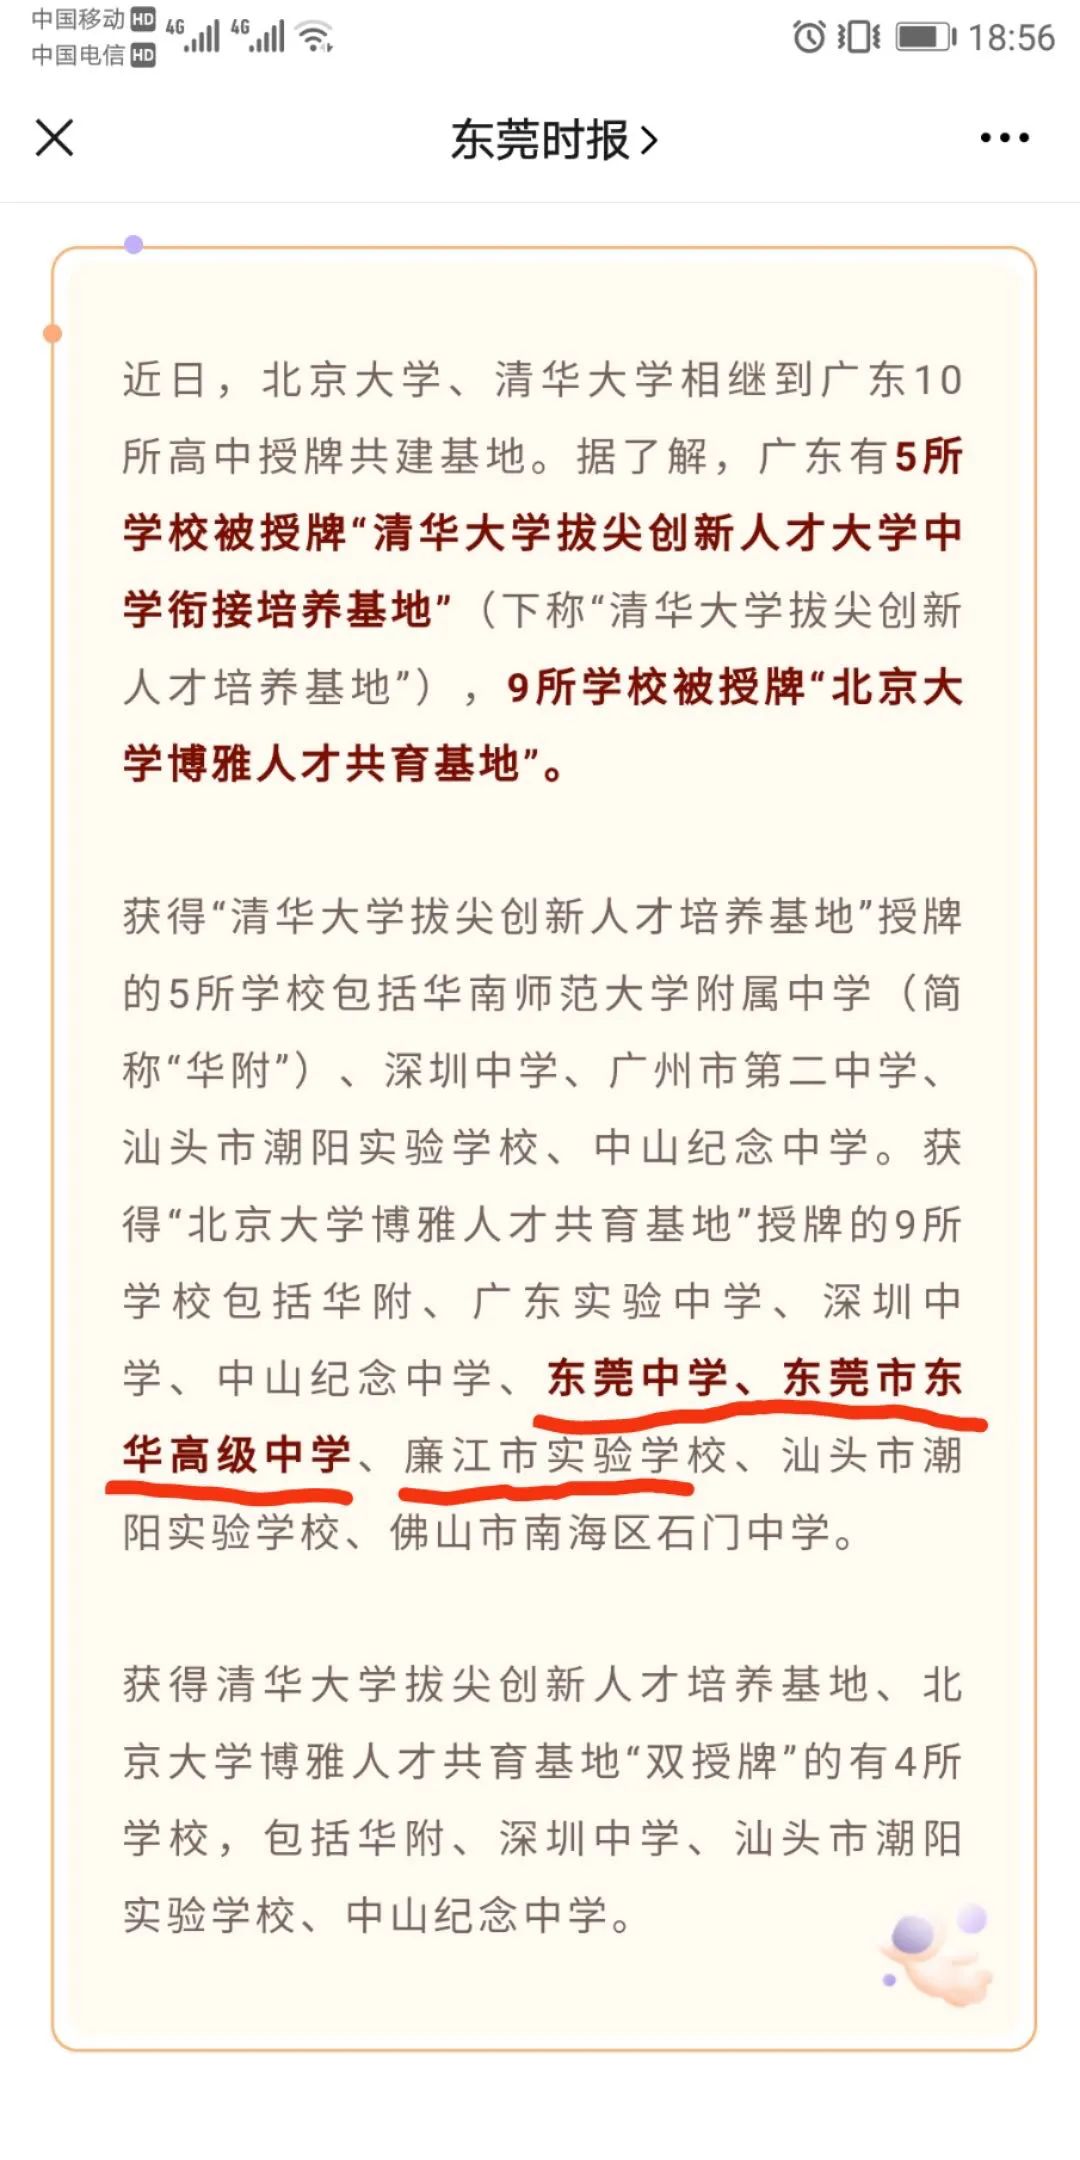 中国移动 HD 4G 4G
中国电信 HD
18:56
东莞时报
近日，北京大学、清华大学相继到广东10
所高中授牌共建基地。据了解，广东有5所
学校被授牌“清华大学拔尖创新人才大学中
学衔接培养基地”（下称“清华大学拔尖创新
人才培养基地”），9所学校被授牌“北京大
学博雅人才共育基地”。
获得“清华大学拔尖创新人才培养基地”授牌
的5所学校包括华南师范大学附属中学（简
称“华附”）、深圳中学、广州市第二中学、
汕头市潮阳实验学校、中山纪念中学。获
得“北京大学博雅人才共育基地”授牌的9所
学校包括华附、广东实验中学、深圳中
学、中山纪念中学、东莞中学、东莞市东
华高级中学、廉江市实验学校、汕头市潮
阳实验学校、佛山市南海区石门中学。
获得清华大学拔尖创新人才培养基地、北
京大学博雅人才共育基地“双授牌”的有4所
学校，包括华附、深圳中学、汕头市潮阳
实验学校、中山纪念中学。